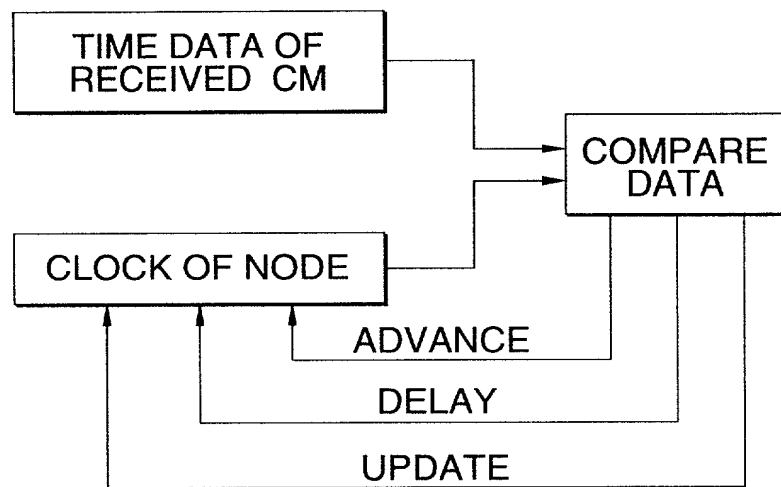 TIME DATA OF
RECEIVED CM
COMPARE
DATA
CLOCK OF NODE
ADVANCE
DELAY
UPDATE